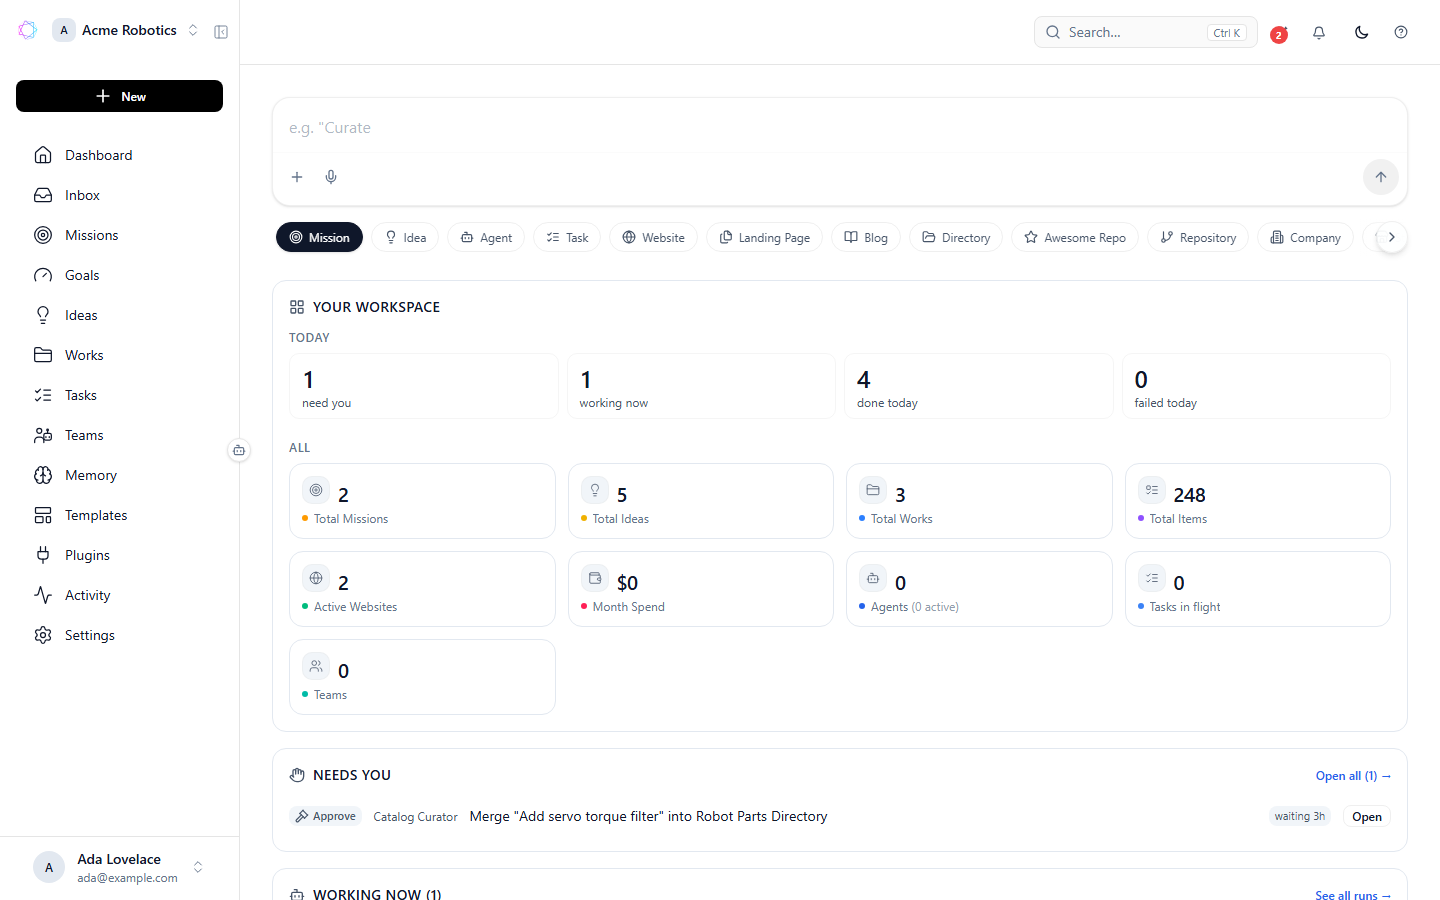 A Acme Robotics
Search... Ctrl K
2
New
Dashboard
Inbox
Missions
Goals
Ideas
Works
Tasks
Teams
Memory
Templates
Plugins
Activity
Settings
A Ada Lovelace
ada@example.com
e.g. "Curate
Mission Idea Agent Task Website Landing Page Blog Directory Awesome Repo Repository Company
YOUR WORKSPACE
TODAY
1
need you
1
working now
4
done today
0
failed today
ALL
2
Total Missions
5
Total Ideas
3
Total Works
248
Total Items
2
Active Websites
$0
Month Spend
0
Agents (0 active)
0
Tasks in flight
0
Teams
NEEDS YOU
Open all (1) →
Approve Catalog Curator Merge "Add servo torque filter" into Robot Parts Directory waiting 3h Open
WORKING NOW (1)
See all runs →